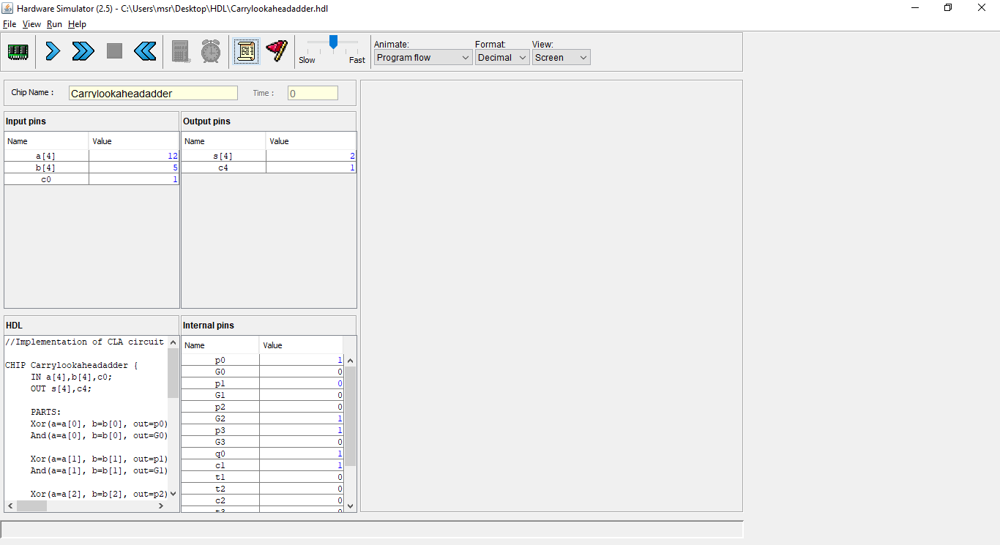 Hardware Simulator (2.5) - C:\Users\msr\Desktop\HDL\Carrylookaheadadder.hdl
File View Run Help
Slow Fast
Animate: Format: View:
Program flow Decimal Screen
Chip Name : Carrylookaheadadder Time : 0
Input pins
Name Value
a[4] 12
b[4] 5
c0 1
Output pins
Name Value
s[4] 2
c4 1
HDL
//Implementation of CLA circuit
CHIP Carrylookaheadadder {
IN a[4],b[4],c0;
OUT s[4],c4;
PARTS:
Xor(a=a[0], b=b[0], out=p0)
And(a=a[0], b=b[0], out=G0)
Xor(a=a[1], b=b[1], out=p1)
And(a=a[1], b=b[1], out=G1)
Xor(a=a[2], b=b[2], out=p2)
Internal pins
Name Value
p0 1
G0 0
p1 0
G1 0
p2 0
G2 1
p3 1
G3 0
q0 1
c1 1
t1 0
t2 0
c2 0
t3 0